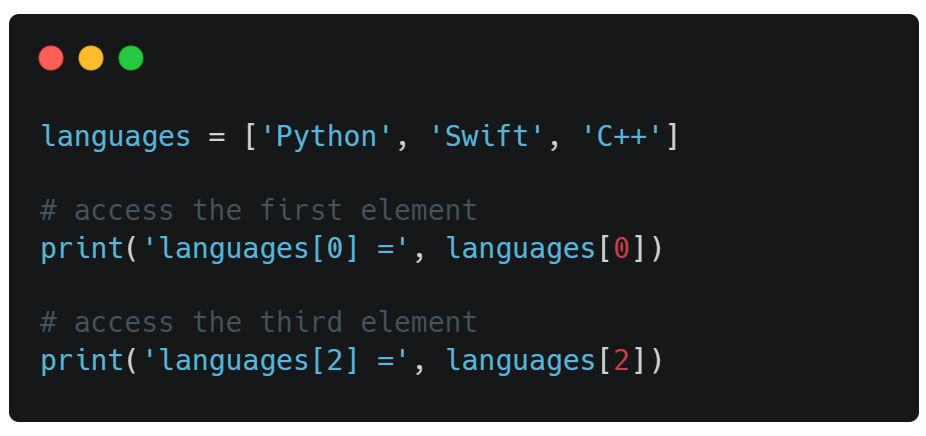 languages = ['Python', 'Swift', 'C++']
# access the first element
print('languages[0] =', languages[0])
# access the third element
print('languages[2] =', languages[2])